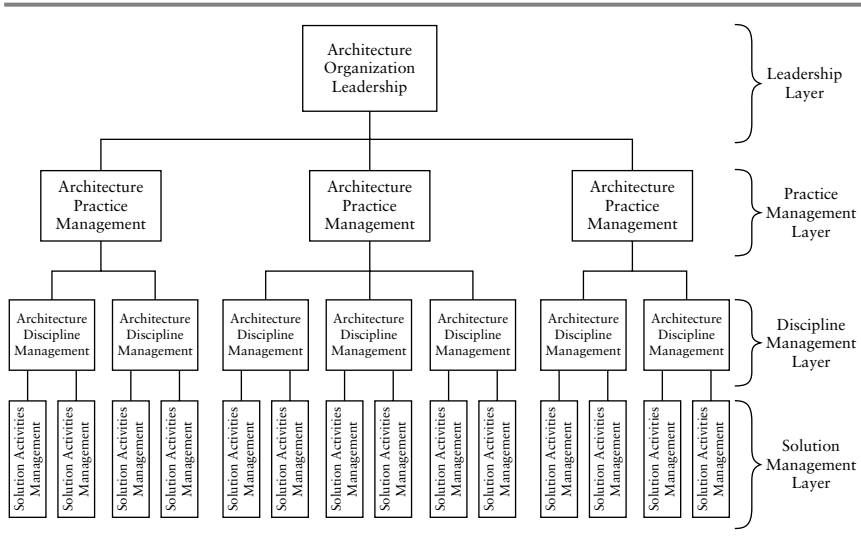 Architecture
Organization
Leadership
Leadership
Layer
Architecture
Practice
Management
Architecture
Practice
Management
Architecture
Practice
Management
Practice
Management
Layer
Architecture
Discipline
Management
Architecture
Discipline
Management
Architecture
Discipline
Management
Architecture
Discipline
Management
Architecture
Discipline
Management
Architecture
Discipline
Management
Architecture
Discipline
Management
Discipline
Management
Layer
Solution Activities
Management
Solution Activities
Management
Solution Activities
Management
Solution Activities
Management
Solution Activities
Management
Solution Activities
Management
Solution Activities
Management
Solution Activities
Management
Solution Activities
Management
Solution Activities
Management
Solution Activities
Management
Solution Activities
Management
Solution Activities
Management
Solution Activities
Management
Solution
Management
Layer